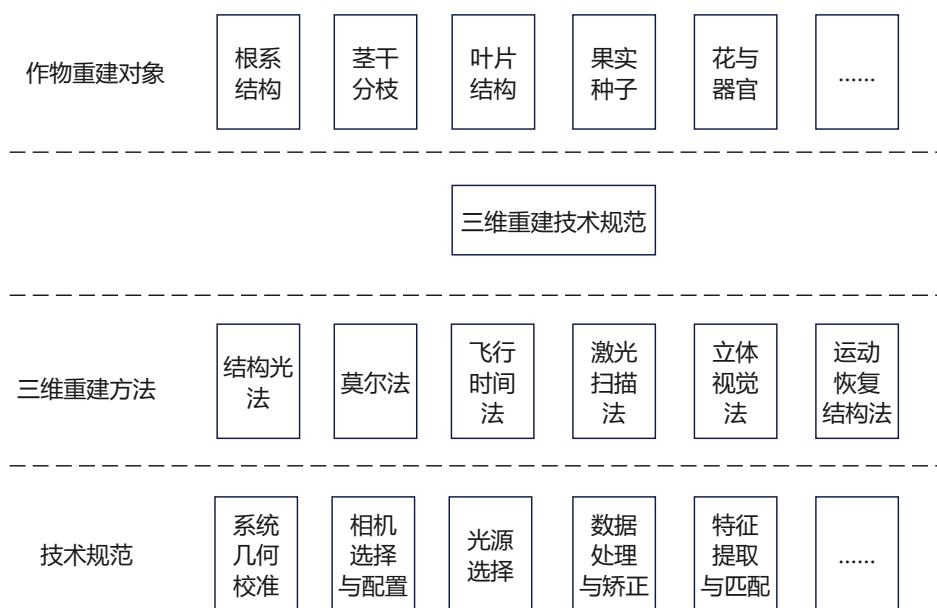 作物重建对象
根系
结构
茎干
分枝
叶片
结构
果实
种子
花与
器官
......
三维重建技术规范
三维重建方法
结构光
法
莫尔法
飞行
时间
法
激光
扫描
法
立体
视觉
法
运动
恢复
结构法
技术规范
系统
几何
校准
相机
选择
与配置
光源
选择
数据
处理
与矫正
特征
提取
与匹配
......